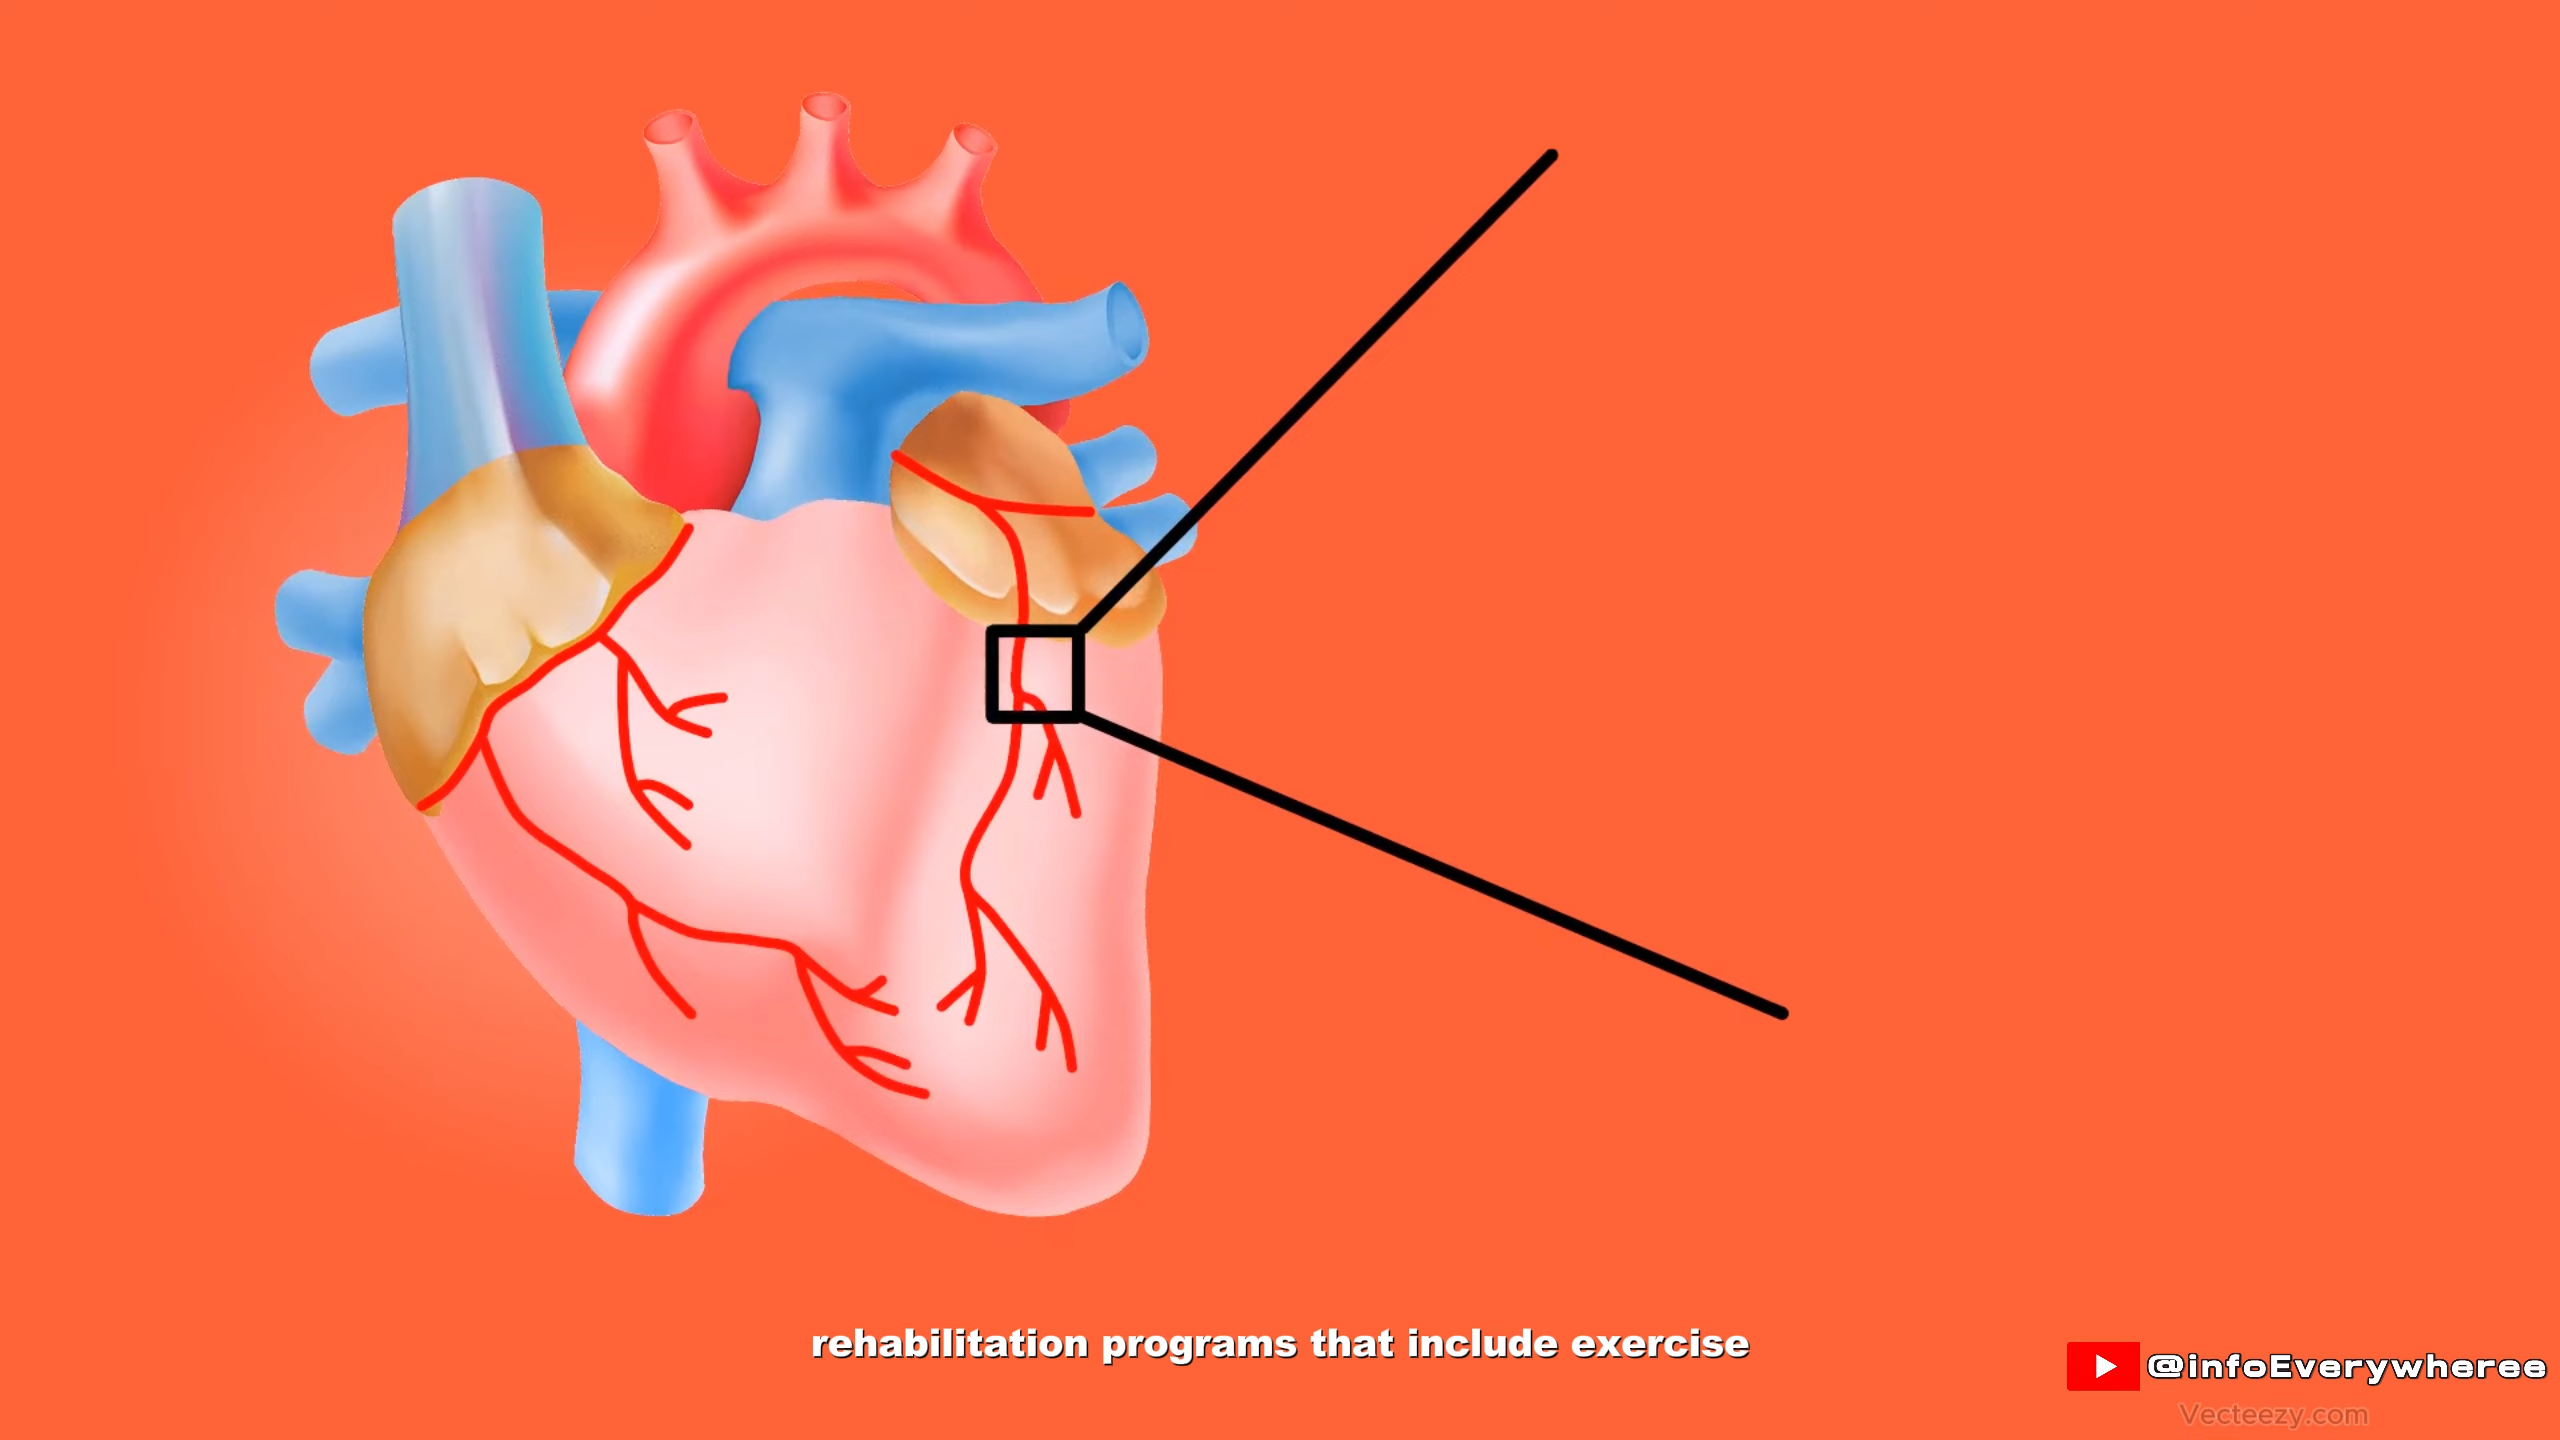 rehabilitation programs that include exercise
@infoEverywheree
Vecteezy.com